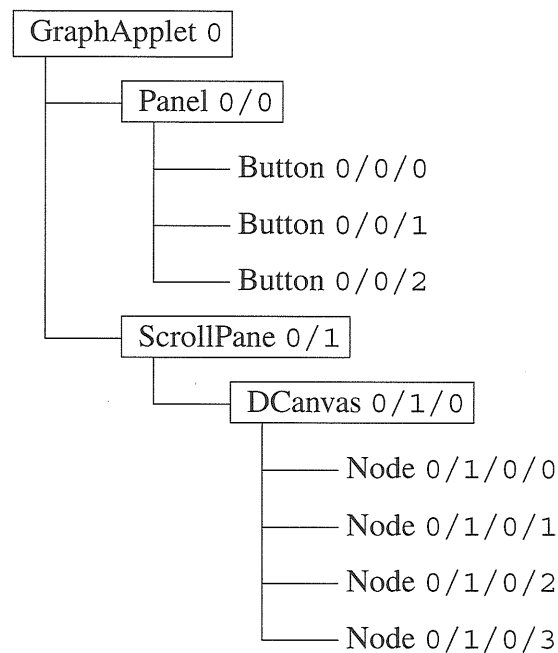 GraphApplet 0
Panel 0/0
Button 0/0/0
Button 0/0/1
Button 0/0/2
ScrollPane 0/1
DCanvas 0/1/0
Node 0/1/0/0
Node 0/1/0/1
Node 0/1/0/2
Node 0/1/0/3